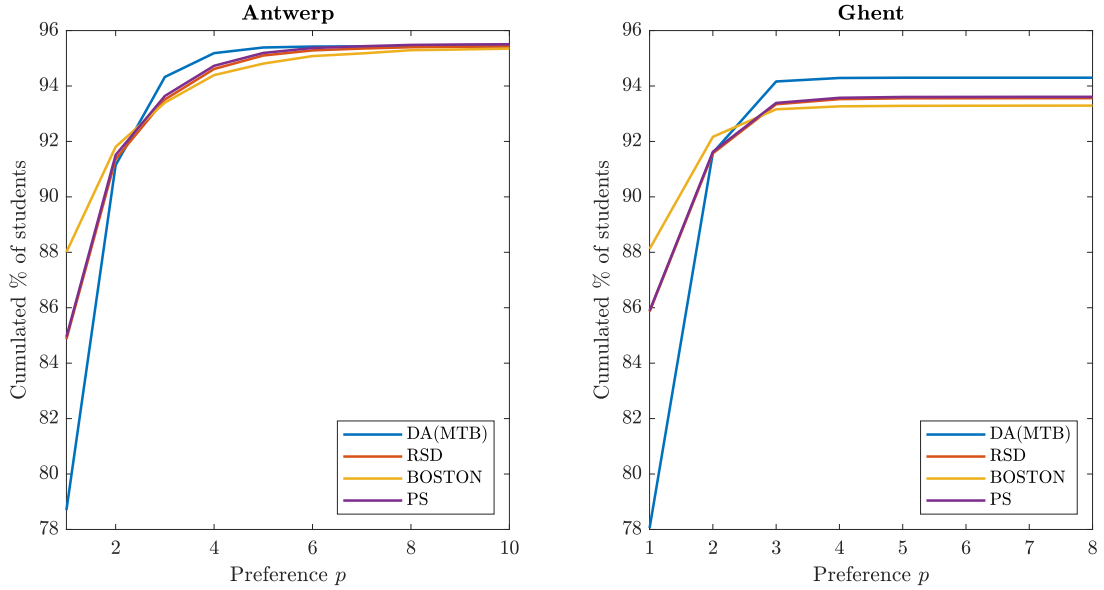 Antwerp
96
94
92
90
88
86
84
82
80
78
Cumulated % of students
2
4
6
8
10
Preference p
DA(MTB)
RSD
BOSTON
PS
Ghent
96
94
92
90
88
86
84
82
80
78
Cumulated % of students
1
2
3
4
5
6
7
8
Preference p
DA(MTB)
RSD
BOSTON
PS